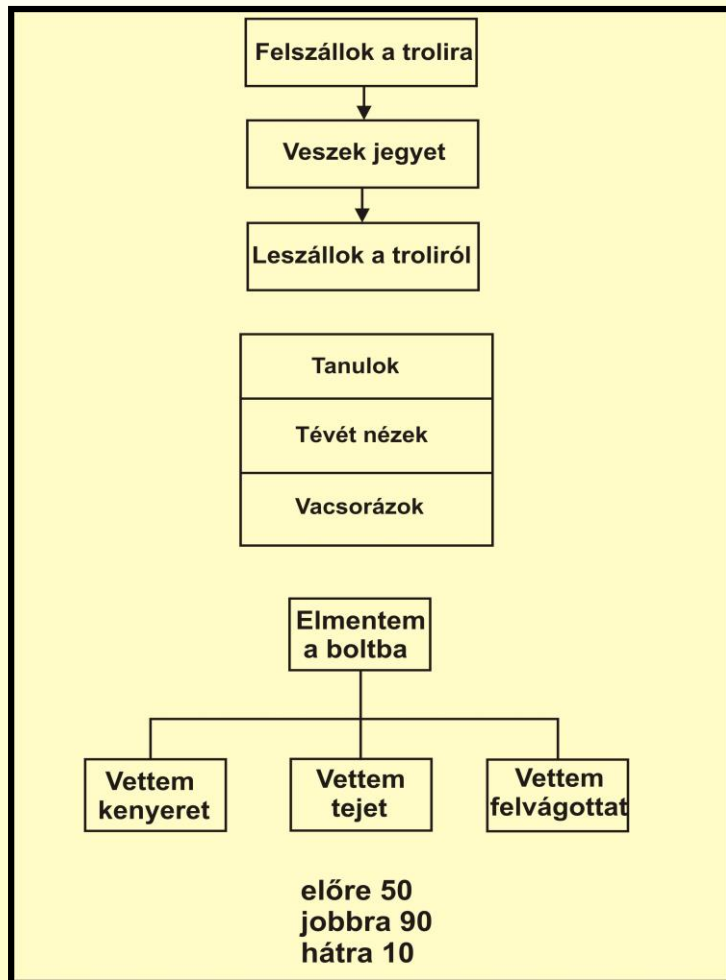 Felszállok a trolira
Veszek jegyet
Leszállok a troliról
Tanulok
Tévét nézek
Vacsorázok
Elmentem
a boltba
Vettem
kenyeret
Vettem
tejet
Vettem
felvágottat
előre 50
jobbra 90
hátra 10